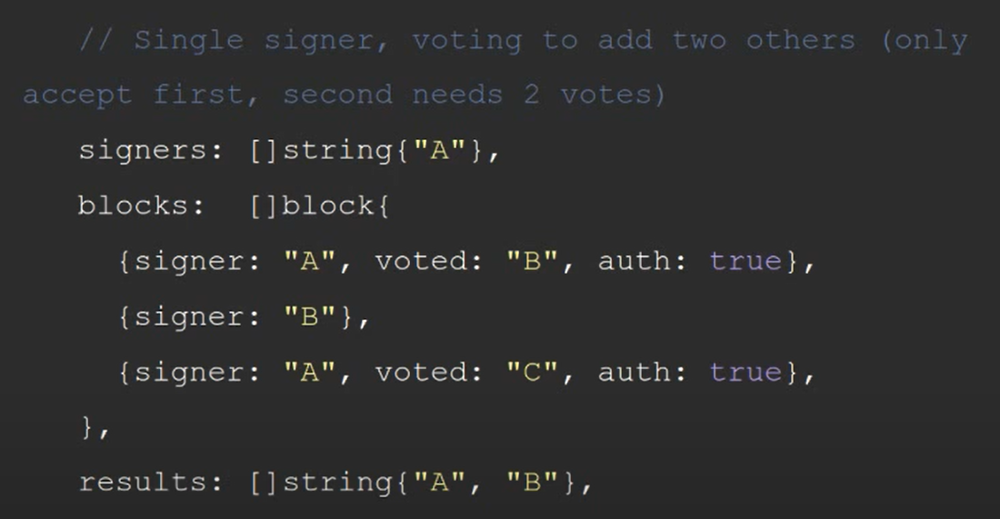 // Single signer, voting to add two others (only
accept first, second needs 2 votes)
signers: []string{"A"},
blocks:  []block{
{signer: "A", voted: "B", auth: true},
{signer: "B"},
{signer: "A", voted: "C", auth: true},
},
results: []string{"A", "B"},